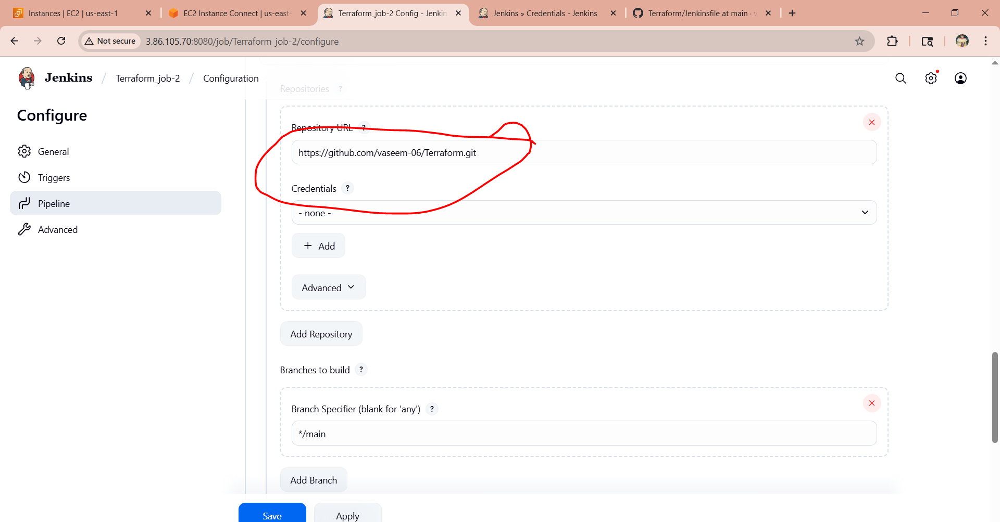 Instances | EC2 | us-east-1
EC2 Instance Connect | us-east-
Terraform_job-2 Config - Jenkin
Jenkins » Credentials - Jenkins
Terraform/Jenkinsfile at main · v
Not secure
3.86.105.70:8080/job/Terraform_job-2/configure
Jenkins / Terraform_job-2 / Configuration
Configure
General
Triggers
Pipeline
Advanced
Repositories ?
Repository URL ?
https://github.com/vaseem-06/Terraform.git
Credentials ?
- none -
+ Add
Advanced
Add Repository
Branches to build ?
Branch Specifier (blank for 'any') ?
*/main
Add Branch
Save
Apply